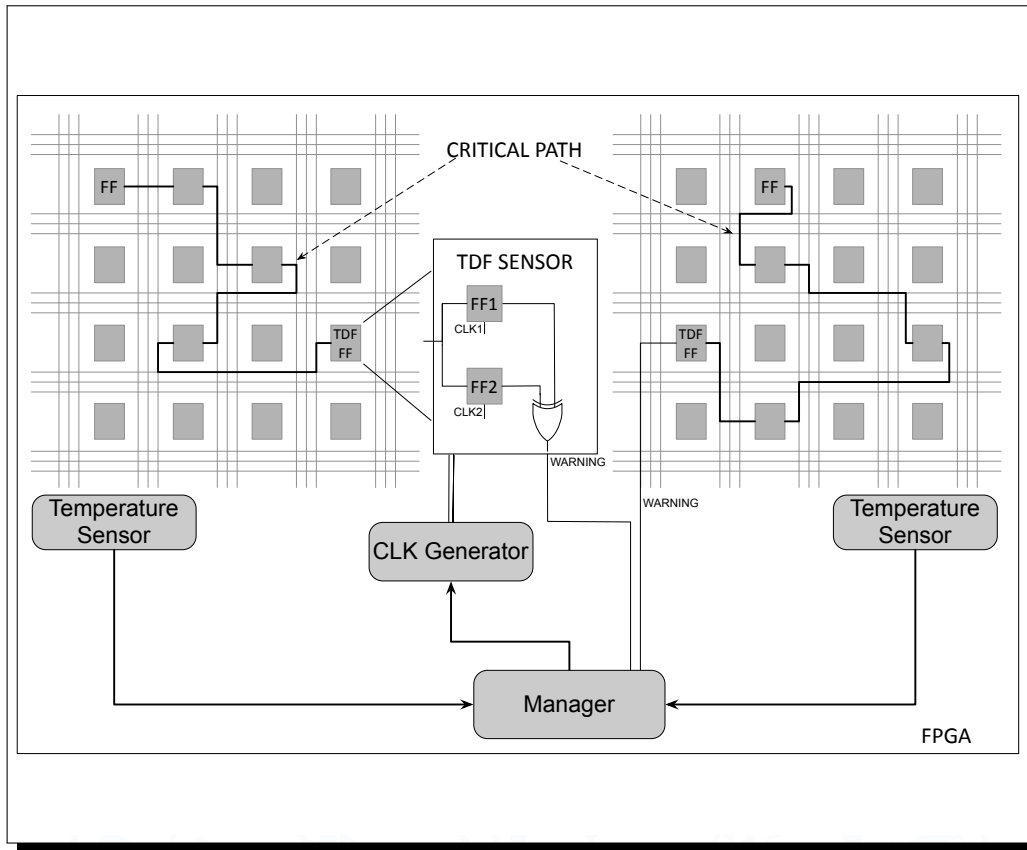 CRITICAL PATH
FF
FF
TDF SENSOR
FF1
CLK1
TDF
FF
TDF
FF
FF2
CLK2
WARNING
WARNING
Temperature
Sensor
Temperature
Sensor
CLK Generator
Manager
FPGA